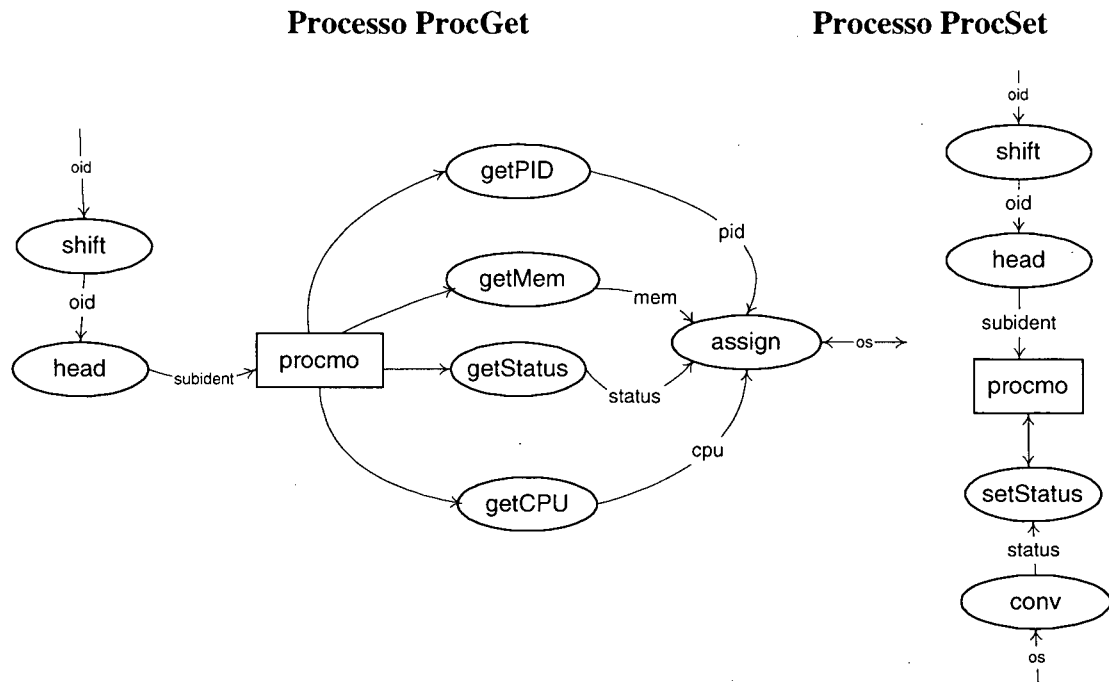 Processo ProcGet
Processo ProcSet
oid
shift
oid
head
subident
procmo
getPID
getMem
getStatus
getCPU
pid
mem
status
cpu
assign
os
oid
shift
oid
head
subident
procmo
setStatus
status
conv
os